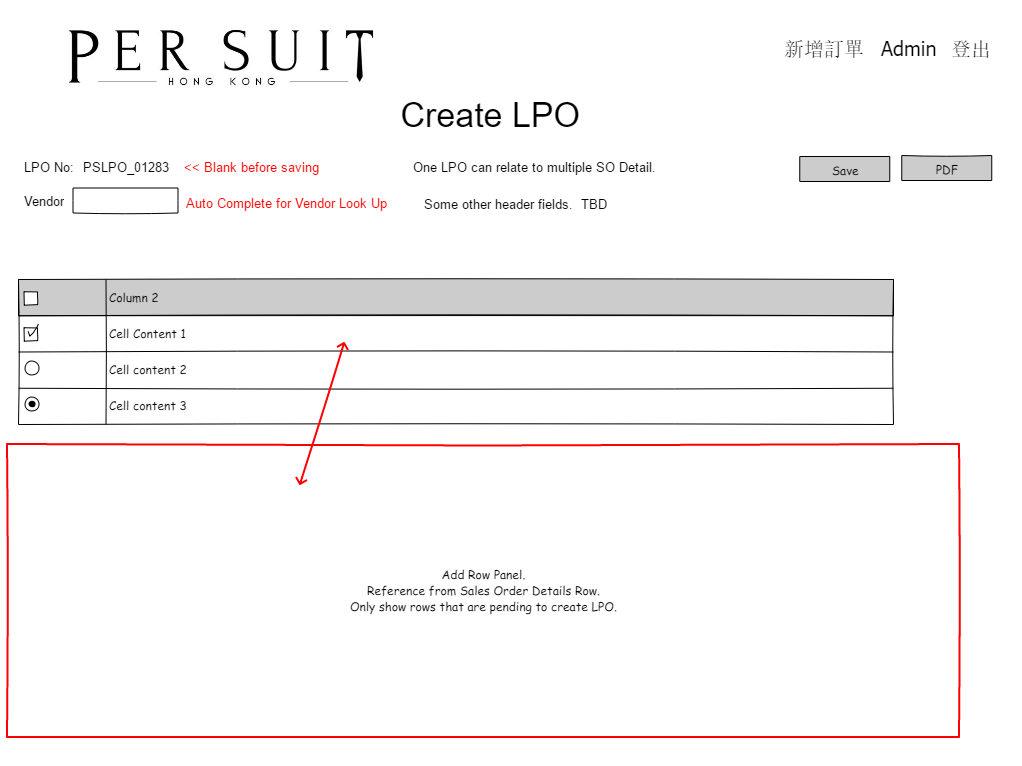 PER SUIT
HONG KONG
新增訂單 Admin 登出
Create LPO
LPO No: PSLPO_01283 << Blank before saving One LPO can relate to multiple SO Detail. Save PDF
Vendor Auto Complete for Vendor Look Up Some other header fields. TBD
Column 2
Cell Content 1
Cell content 2
Cell content 3
Add Row Panel.
Reference from Sales Order Details Row.
Only show rows that are pending to create LPO.